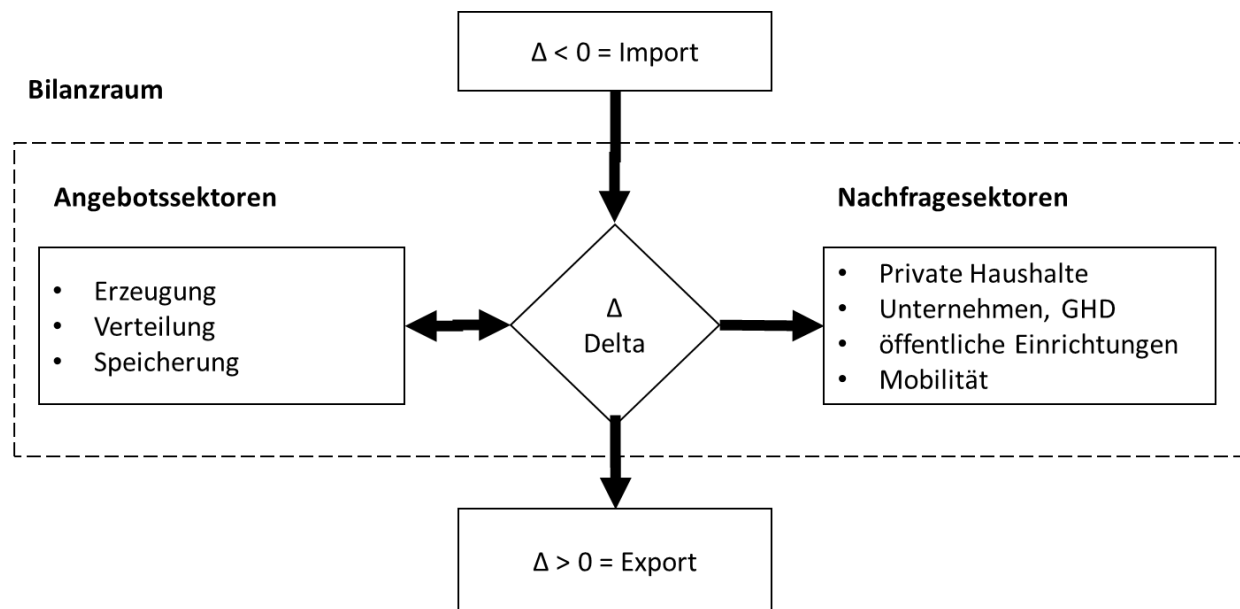 Δ < 0 = Import
Bilanzraum
Angebotssektoren
• Erzeugung
• Verteilung
• Speicherung
Δ
Delta
Nachfragesektoren
• Private Haushalte
• Unternehmen, GHD
• öffentliche Einrichtungen
• Mobilität
Δ > 0 = Export